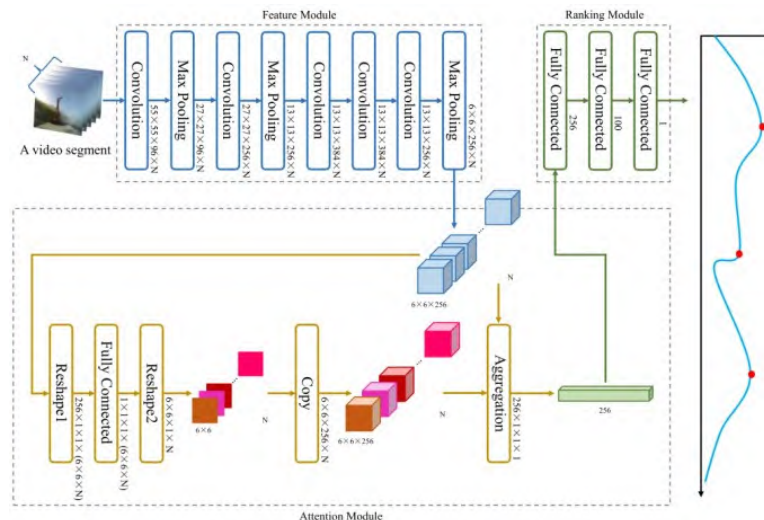 Feature Module
Ranking Module
N
A video segment
Convolution
55×55×96×N
Max Pooling
27×27×96×N
Convolution
27×27×256×N
Max Pooling
13×13×256×N
Convolution
13×13×384×N
Convolution
13×13×384×N
Convolution
13×13×256×N
Max Pooling
6×6×256×N
Fully Connected
256
Fully Connected
100
Fully Connected
1
6×6×256
N
Reshape1
256×1×1×(6×6×N)
Fully Connected
1×1×1×(6×6×N)
Reshape2
6×6×1×N
6×6
N
Copy
6×6×256×N
6×6×256
N
Aggregation
256×1×1×1
256
Attention Module